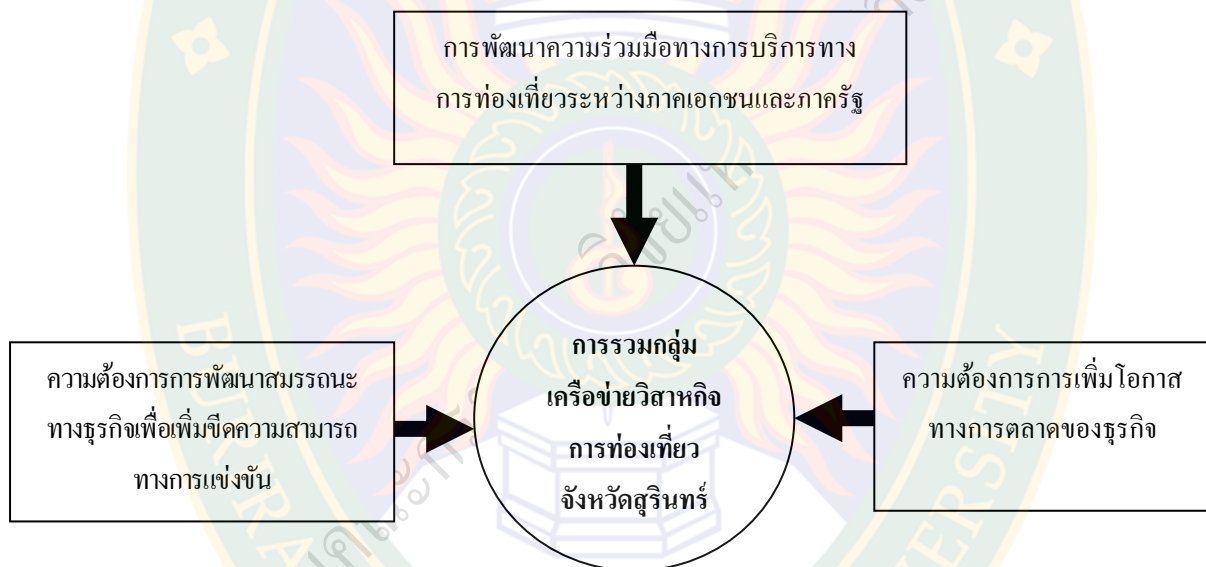 การพัฒนาความร่วมมือทางการบริการทาง
การท่องเที่ยวระหว่างภาคเอกชนและภาครัฐ
ความต้องการการพัฒนาสมรรถนะ
ทางธุรกิจเพื่อเพิ่มขีดความสามารถ
ทางการแข่งขัน
การรวมกลุ่ม
เครือข่ายวิสาหกิจ
การท่องเที่ยว
จังหวัดสุรินทร์
ความต้องการการเพิ่มโอกาส
ทางการตลาดของธุรกิจ